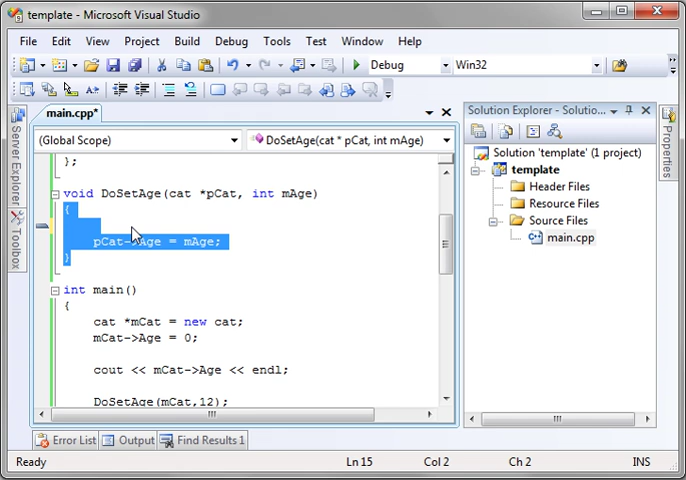 template - Microsoft Visual Studio
File Edit View Project Build Debug Tools Test Window Help
Debug Win32
main.cpp*
Solution Explorer - Solutio...
(Global Scope) DoSetAge(cat * pCat, int mAge)
Server Explorer
Toolbox
Properties
};
void DoSetAge(cat *pCat, int mAge)
{
pCat->Age = mAge;
}
int main()
{
cat *mCat = new cat;
mCat->Age = 0;
cout << mCat->Age << endl;
DoSetAge(mCat,12);
Solution 'template' (1 project)
template
Header Files
Resource Files
Source Files
main.cpp
Error List Output Find Results 1
Ready Ln 15 Col 2 Ch 2 INS